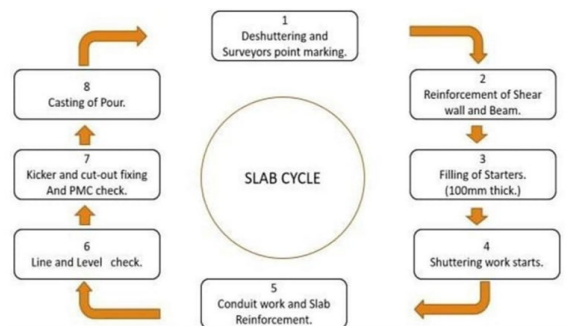 1
Deshuttering and
Surveyors point marking.
2
Reinforcement of Shear
wall and Beam.
3
Filling of Starters.
(100mm thick.)
4
Shuttering work starts.
5
Conduit work and Slab
Reinforcement.
6
Line and Level check.
7
Kicker and cut-out fixing
And PMC check.
8
Casting of Pour.
SLAB CYCLE